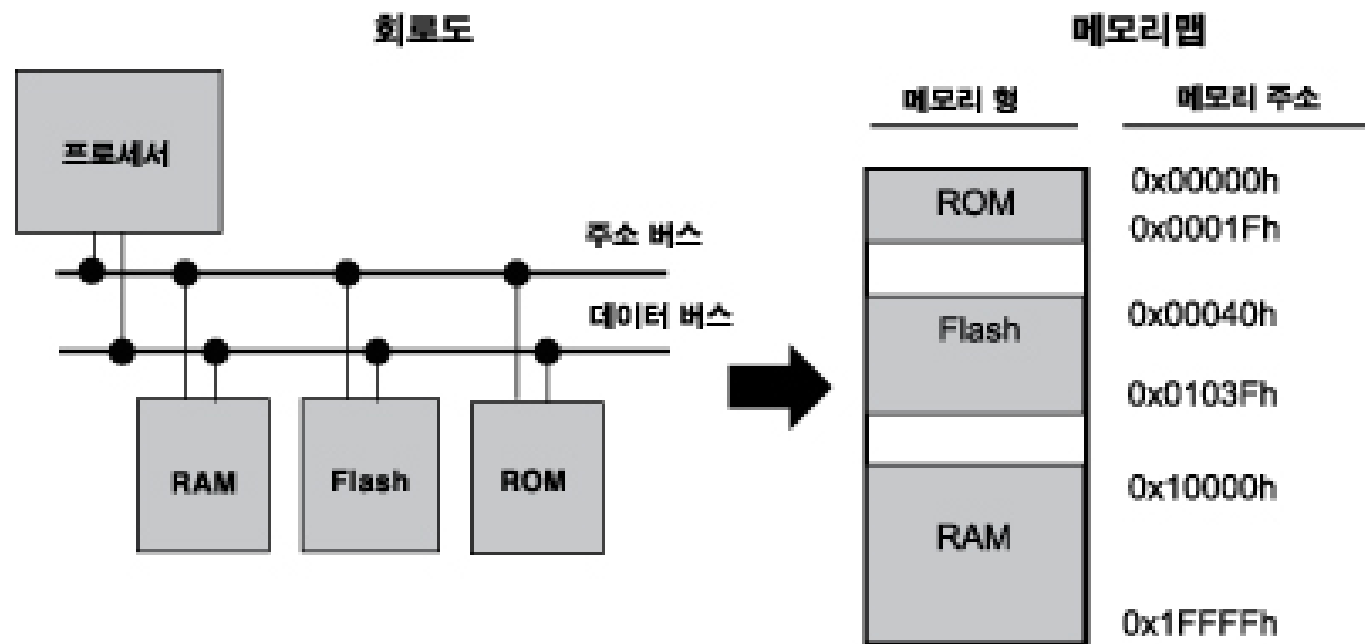 회로도
프로세서
주소 버스
데이터 버스
RAM
Flash
ROM
메모리맵
메모리 형
메모리 주소
ROM
0x00000h
0x0001Fh
Flash
0x00040h
0x0103Fh
RAM
0x10000h
0x1FFFFh